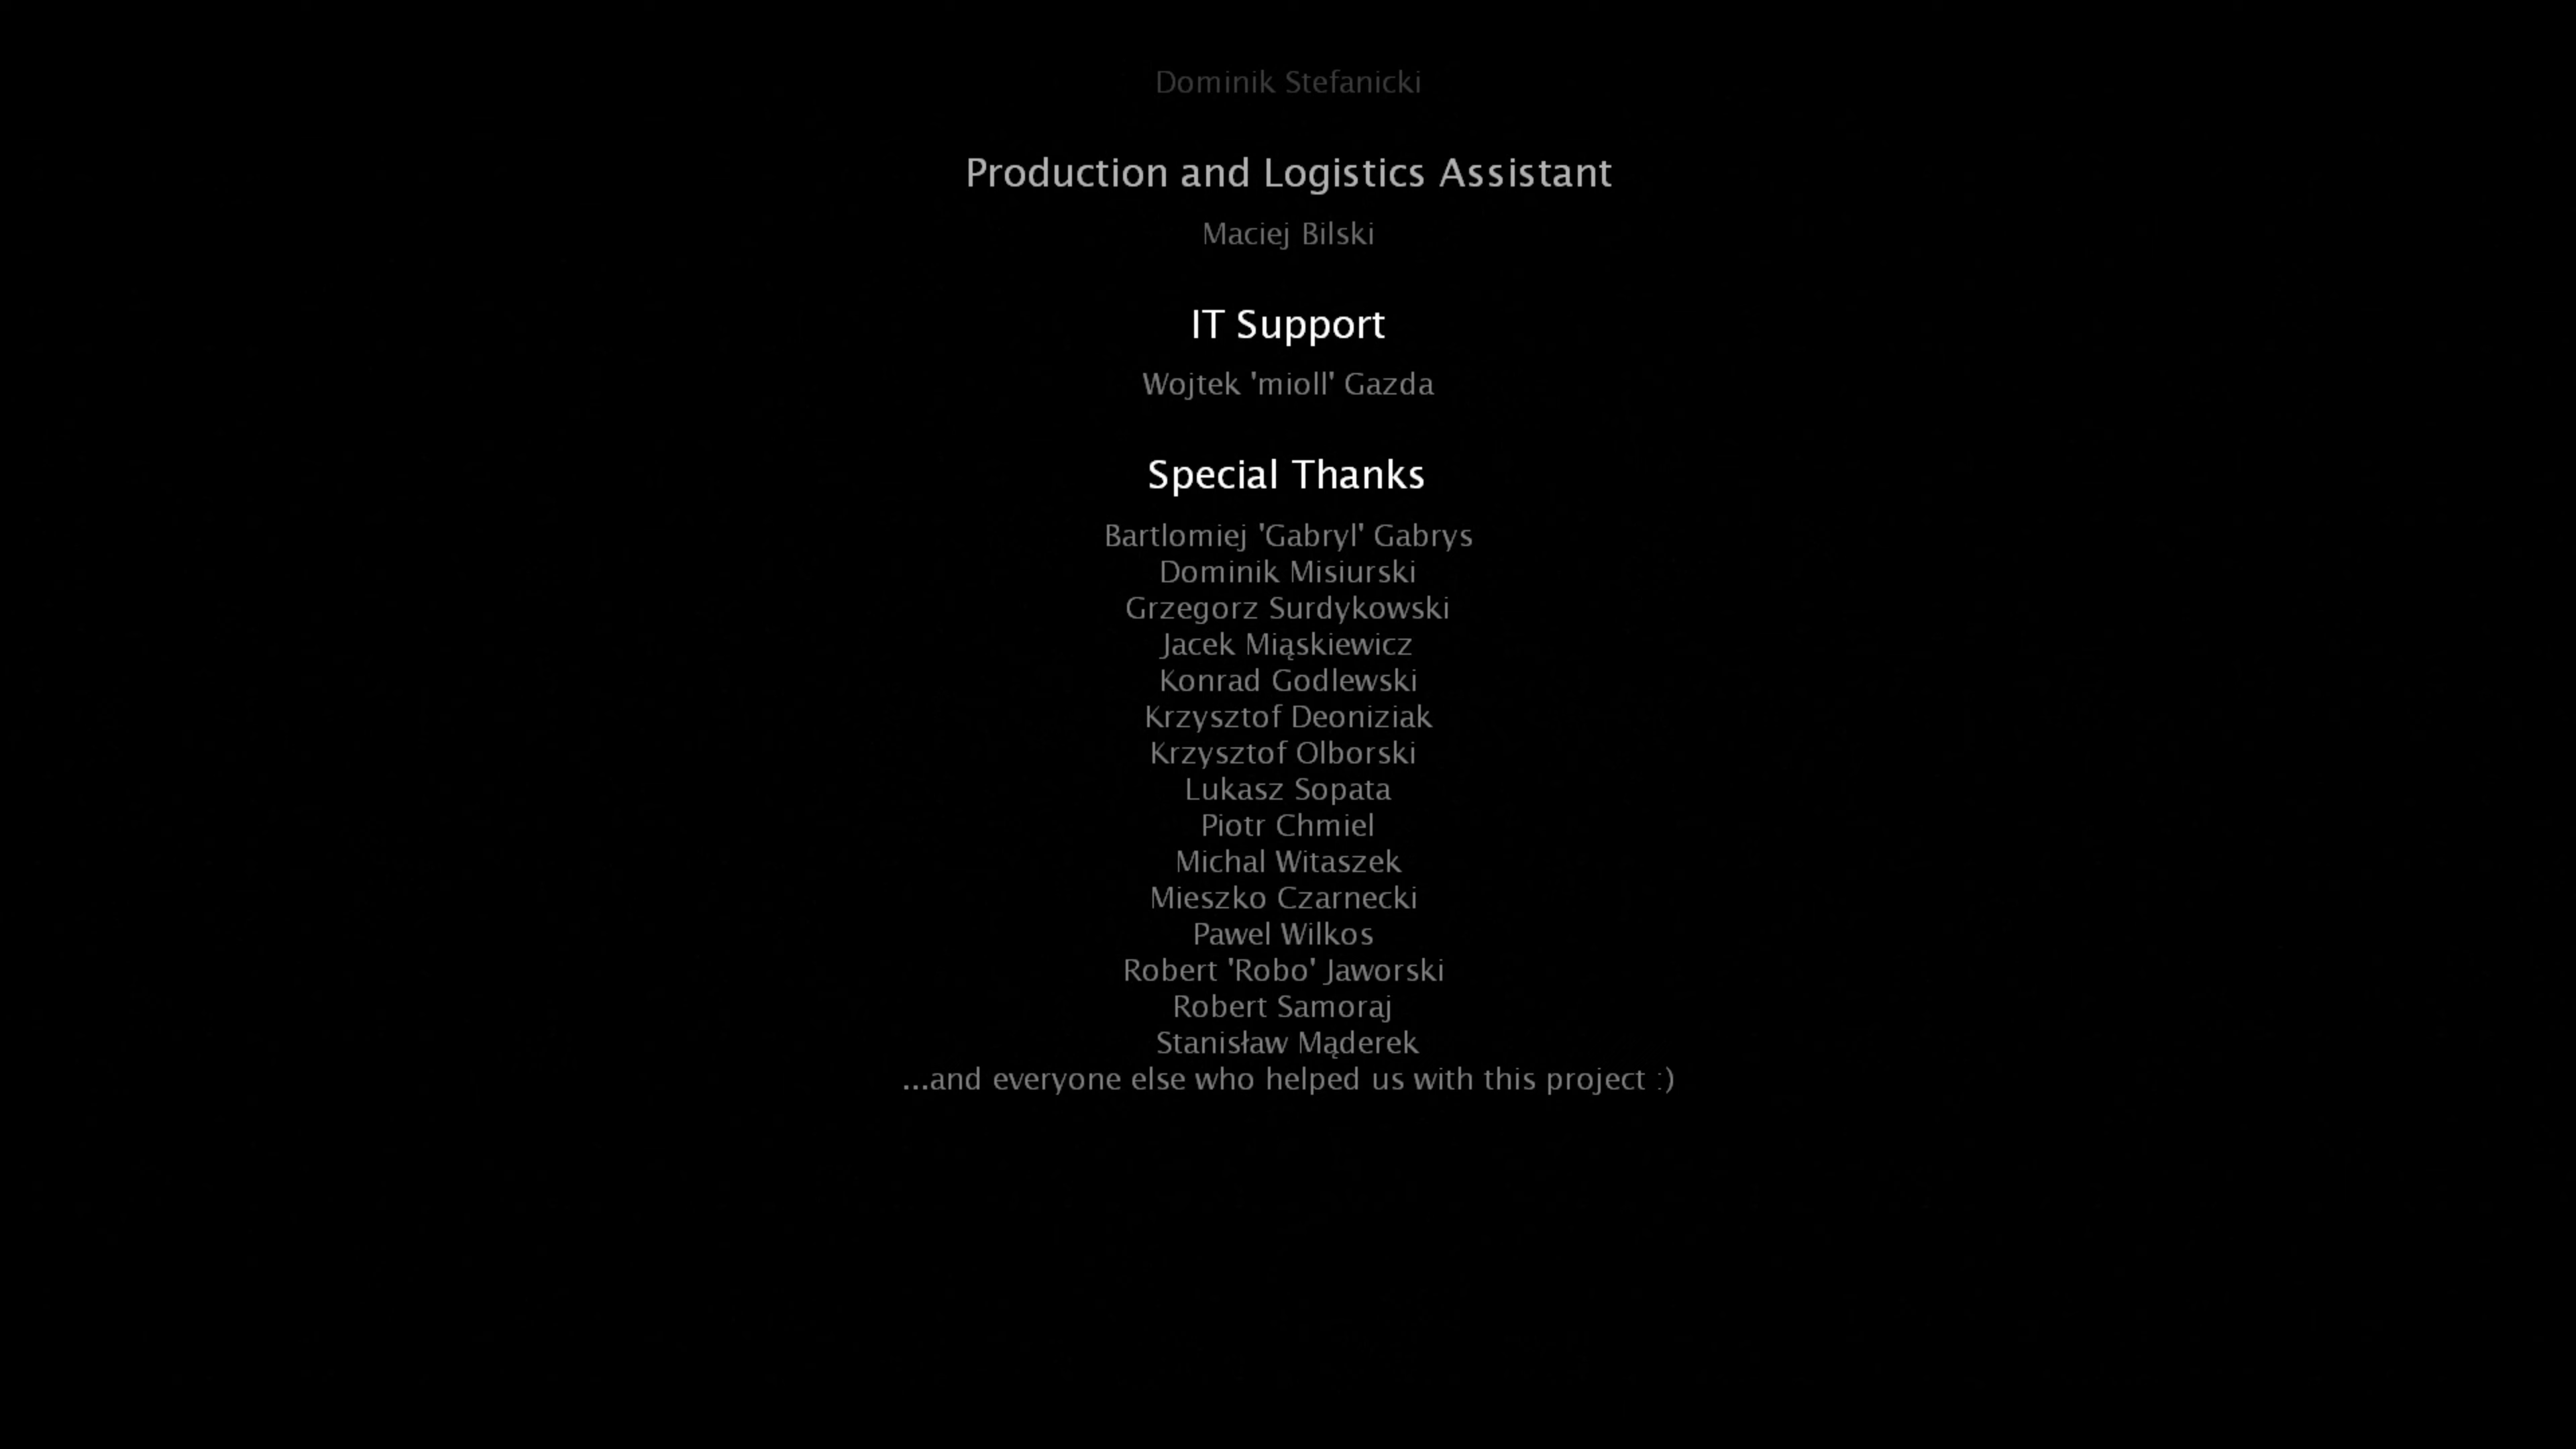 Dominik Stefanicki
Production and Logistics Assistant
Maciej Bilski
IT Support
Wojtek 'mioll' Gazda
Special Thanks
Bartlomiej 'Gabryl' Gabrys
Dominik Misiurski
Grzegorz Surdykowski
Jacek Miąskiewicz
Konrad Godlewski
Krzysztof Deoniziak
Krzysztof Olborski
Lukasz Sopata
Piotr Chmiel
Michal Witaszek
Mieszko Czarnecki
Pawel Wilkos
Robert 'Robo' Jaworski
Robert Samoraj
Stanisław Mąderek
...and everyone else who helped us with this project :)